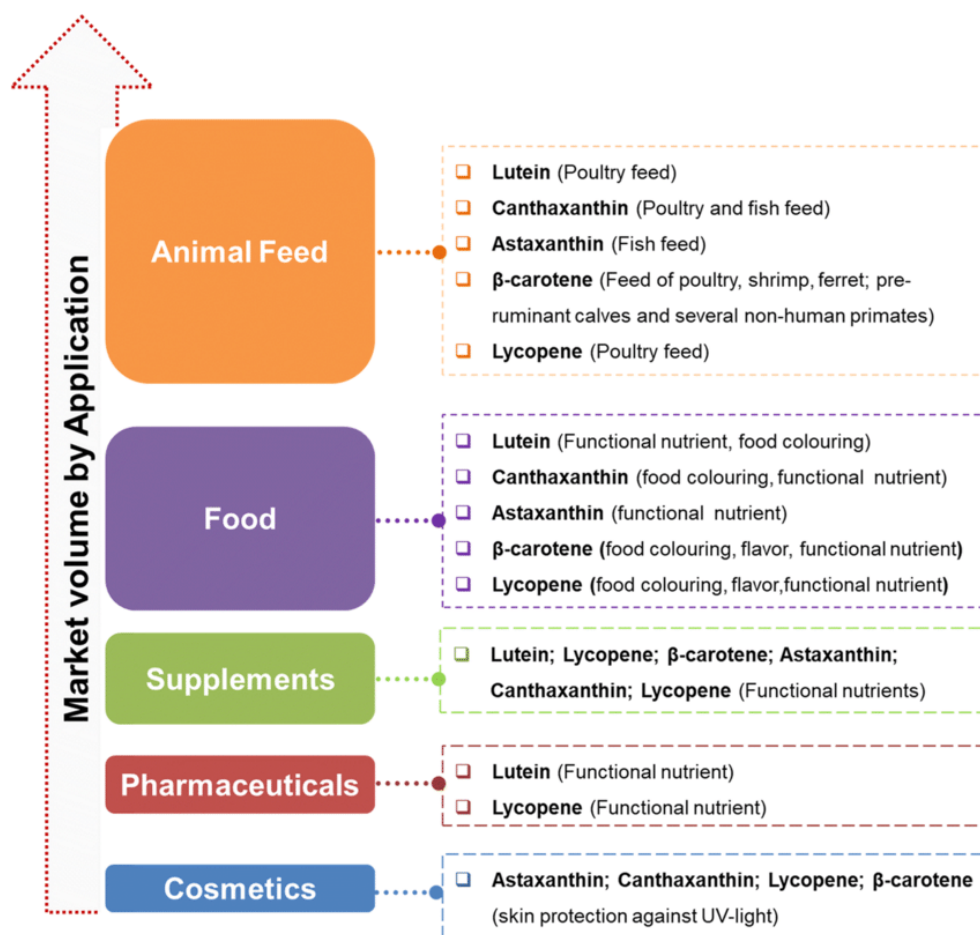 Market volume by Application
Animal Feed
Lutein (Poultry feed)
Canthaxanthin (Poultry and fish feed)
Astaxanthin (Fish feed)
β-carotene (Feed of poultry, shrimp, ferret; pre-
ruminant calves and several non-human primates)
Lycopene (Poultry feed)
Food
Lutein (Functional nutrient, food colouring)
Canthaxanthin (food colouring, functional nutrient)
Astaxanthin (functional nutrient)
β-carotene (food colouring, flavor, functional nutrient)
Lycopene (food colouring, flavor,functional nutrient)
Supplements
Lutein; Lycopene; β-carotene; Astaxanthin;
Canthaxanthin; Lycopene (Functional nutrients)
Pharmaceuticals
Lutein (Functional nutrient)
Lycopene (Functional nutrient)
Cosmetics
Astaxanthin; Canthaxanthin; Lycopene; β-carotene
(skin protection against UV-light)